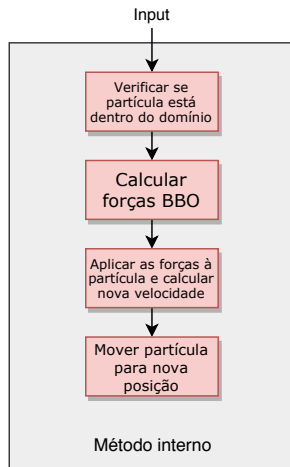 Input
Verificar se
partícula está
dentro do domínio
Calcular
forças BBO
Aplicar as forças à
partícula e calcular
nova velocidade
Mover partícula
para nova
posição
Método interno